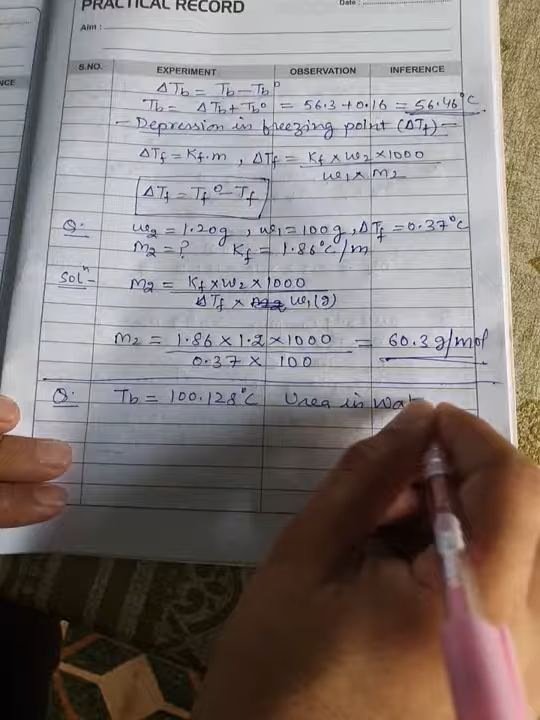 PRACTICAL RECORD
Date :
Aim :
S.NO. EXPERIMENT OBSERVATION INFERENCE
NCE
ΔTb = Tb - Tb°
Tb = ΔTb + Tb° = 56.3 + 0.16 = 56.46°C
- Depression in freezing point (ΔTf) -
ΔTf = Kf.m , ΔTf = Kf × w2 × 1000 / w1 × M2
ΔTf = Tf° - Tf
Q: w2 = 1.20g , w1 = 100g , ΔTf = 0.37°C
M2 = ? Kf = 1.86°C/m
Solⁿ- M2 = Kf × w2 × 1000 / ΔTf × w1(g)
M2 = 1.86 × 1.2 × 1000 / 0.37 × 100 = 60.3 g/mol
Q: Tb = 100.128°C Urea in Wat